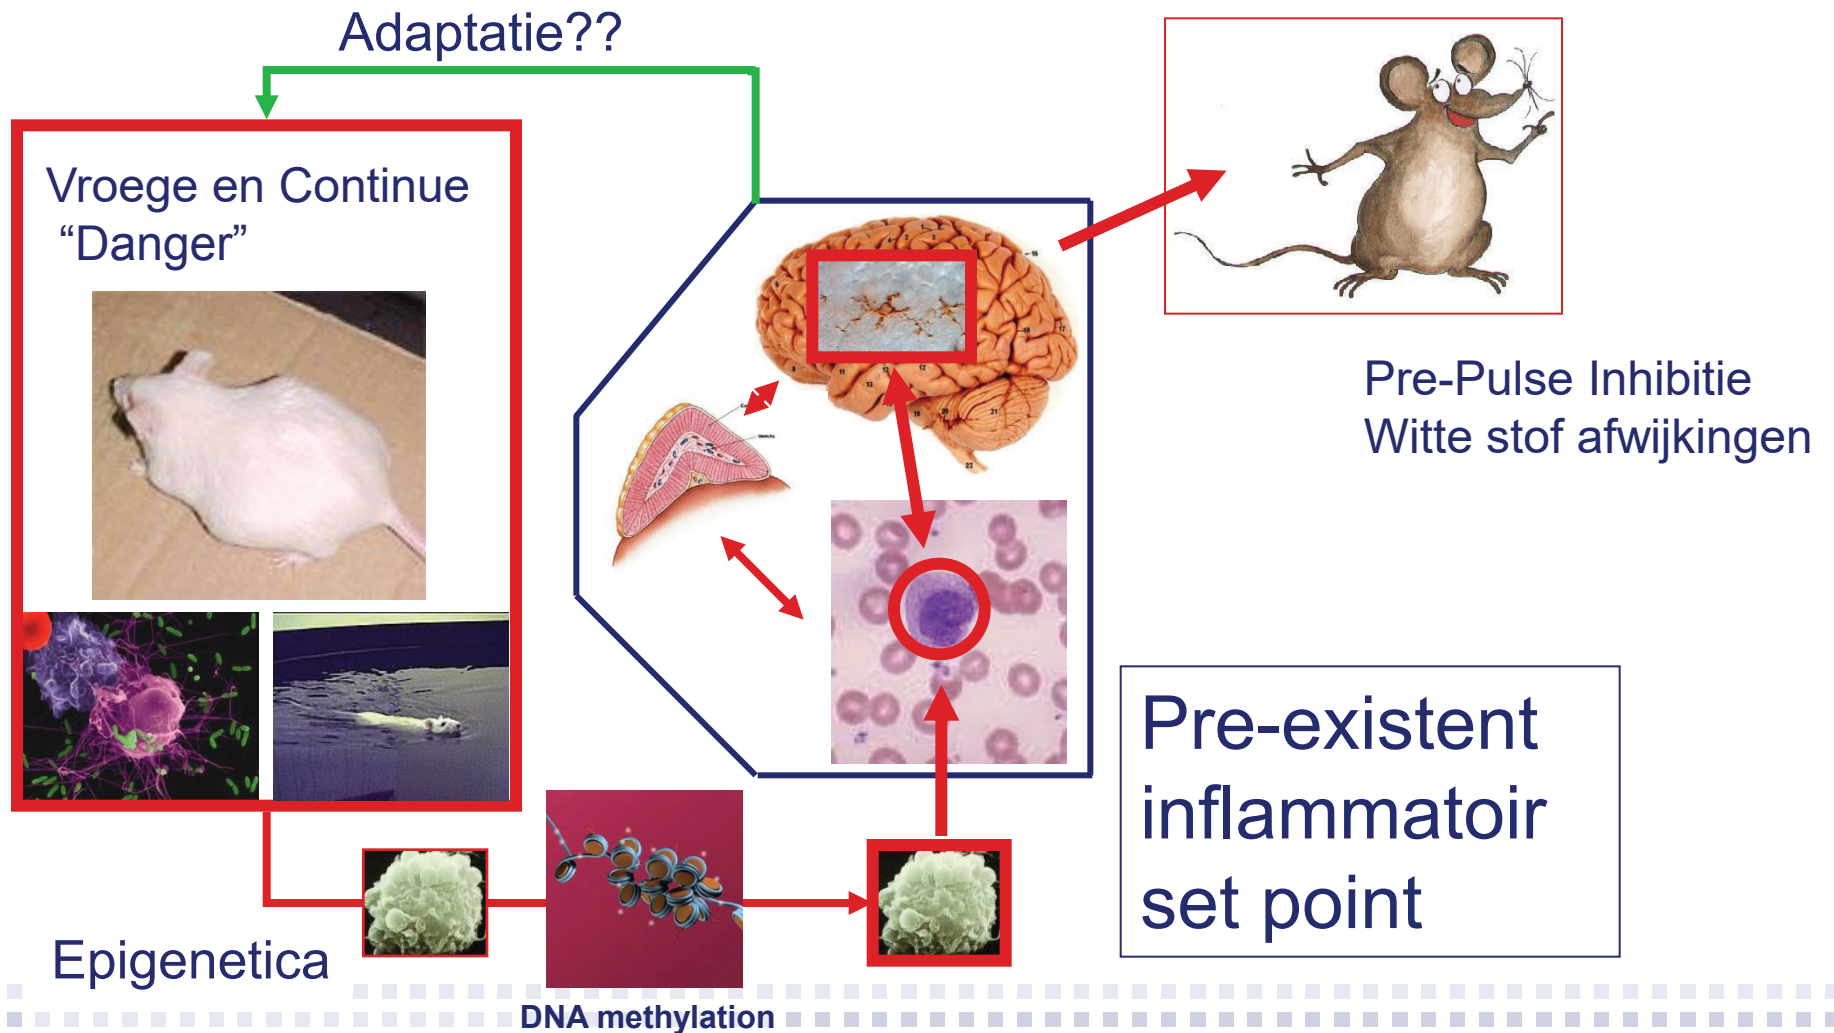 Adaptatie??
Vroege en Continue
“Danger”
Pre-Pulse Inhibitie
Witte stof afwijkingen
Pre-existent
inflammatoir
set point
Epigenetica
DNA methylation